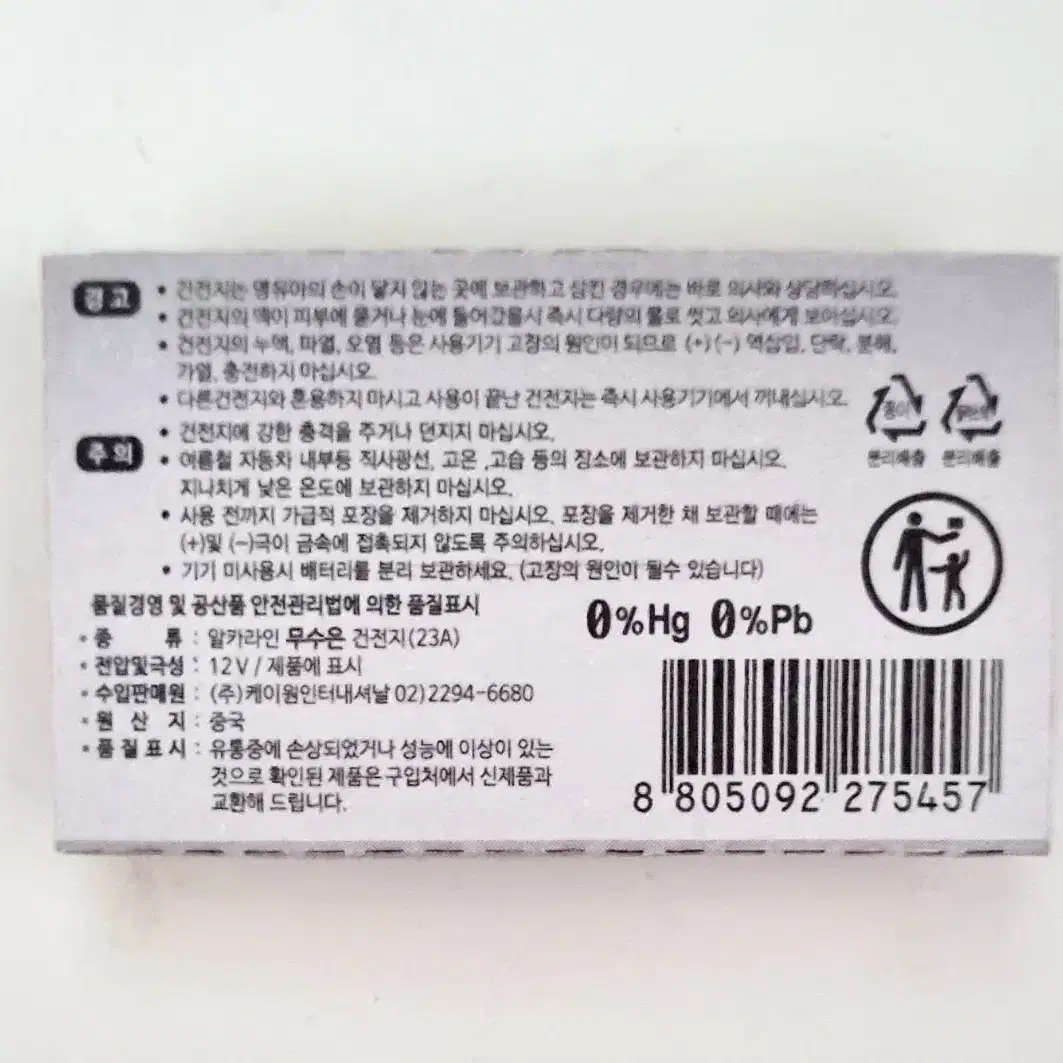 경고
• 건전지는 영유아의 손이 닿지 않는 곳에 보관하고 삼킨 경우에는 바로 의사와 상담하십시오.
• 건전지의 액이 피부에 묻거나 눈에 들어갔을시 즉시 다량의 물로 씻고 의사에게 보이십시오.
• 건전지의 누액, 파열, 오염 등은 사용기기 고장의 원인이 되므로 (+)(-) 역삽입, 단락, 분해,
가열, 충전하지 마십시오.
• 다른건전지와 혼용하지 마시고 사용이 끝난 건전지는 즉시 사용기기에서 꺼내십시오.
주의
• 건전지에 강한 충격을 주거나 던지지 마십시오.
• 여름철 자동차 내부등 직사광선, 고온 ,고습 등의 장소에 보관하지 마십시오.
지나치게 낮은 온도에 보관하지 마십시오.
• 사용 전까지 가급적 포장을 제거하지 마십시오. 포장을 제거한 채 보관할 때에는
(+)및 (-)극이 금속에 접촉되지 않도록 주의하십시오.
• 기기 미사용시 배터리를 분리 보관하세요. (고장의 원인이 될수 있습니다)
종이
분리배출
분리배출
품질경영 및 공산품 안전관리법에 의한 품질표시
• 종 류 : 알카라인 무수은 건전지(23A)
• 전압및극성 : 12V / 제품에 표시
• 수입판매원 : (주)케이원인터내셔날 02)2294-6680
• 원 산 지 : 중국
• 품질표시 : 유통중에 손상되었거나 성능에 이상이 있는
것으로 확인된 제품은 구입처에서 신제품과
교환해 드립니다.
0%Hg 0%Pb
8 805092 275457